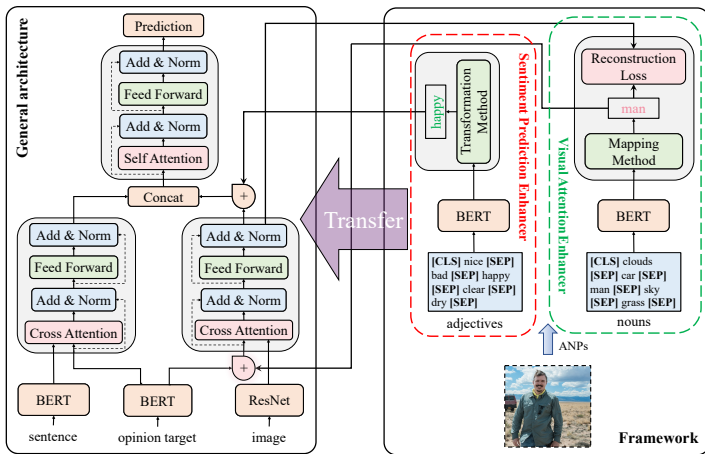 General architecture
Prediction
Add & Norm
Feed Forward
Add & Norm
Self Attention
Concat
+
Add & Norm
Feed Forward
Add & Norm
Cross Attention
Add & Norm
Feed Forward
Add & Norm
Cross Attention
+
BERT
BERT
ResNet
sentence
opinion target
image
Transfer
Sentiment Prediction Enhancer
happy
Transformation
Method
BERT
[CLS] nice [SEP]
bad [SEP] happy
[SEP] clear [SEP]
dry [SEP]
adjectives
Visual Attention Enhancer
Reconstruction
Loss
man
Mapping
Method
BERT
[CLS] clouds
[SEP] car [SEP]
man [SEP] sky
[SEP] grass [SEP]
nouns
ANPs
Framework